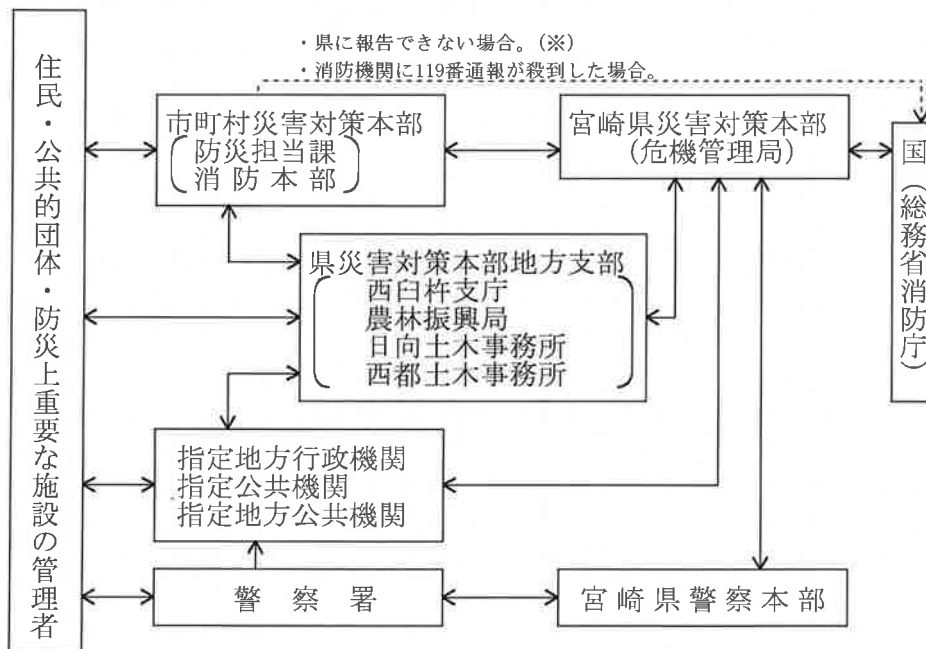 ・県に報告できない場合。(※)
・消防機関に119番通報が殺到した場合。
住民・公共的団体・防災上重要な施設の管理者
市町村災害対策本部
防災担当課
消防本部
宮崎県災害対策本部
(危機管理局)
国(総務省消防庁)
県災害対策本部地方支部
西臼杵支庁
農林振興局
日向土木事務所
西都土木事務所
指定地方行政機関
指定公共機関
指定地方公共機関
警察署
宮崎県警察本部